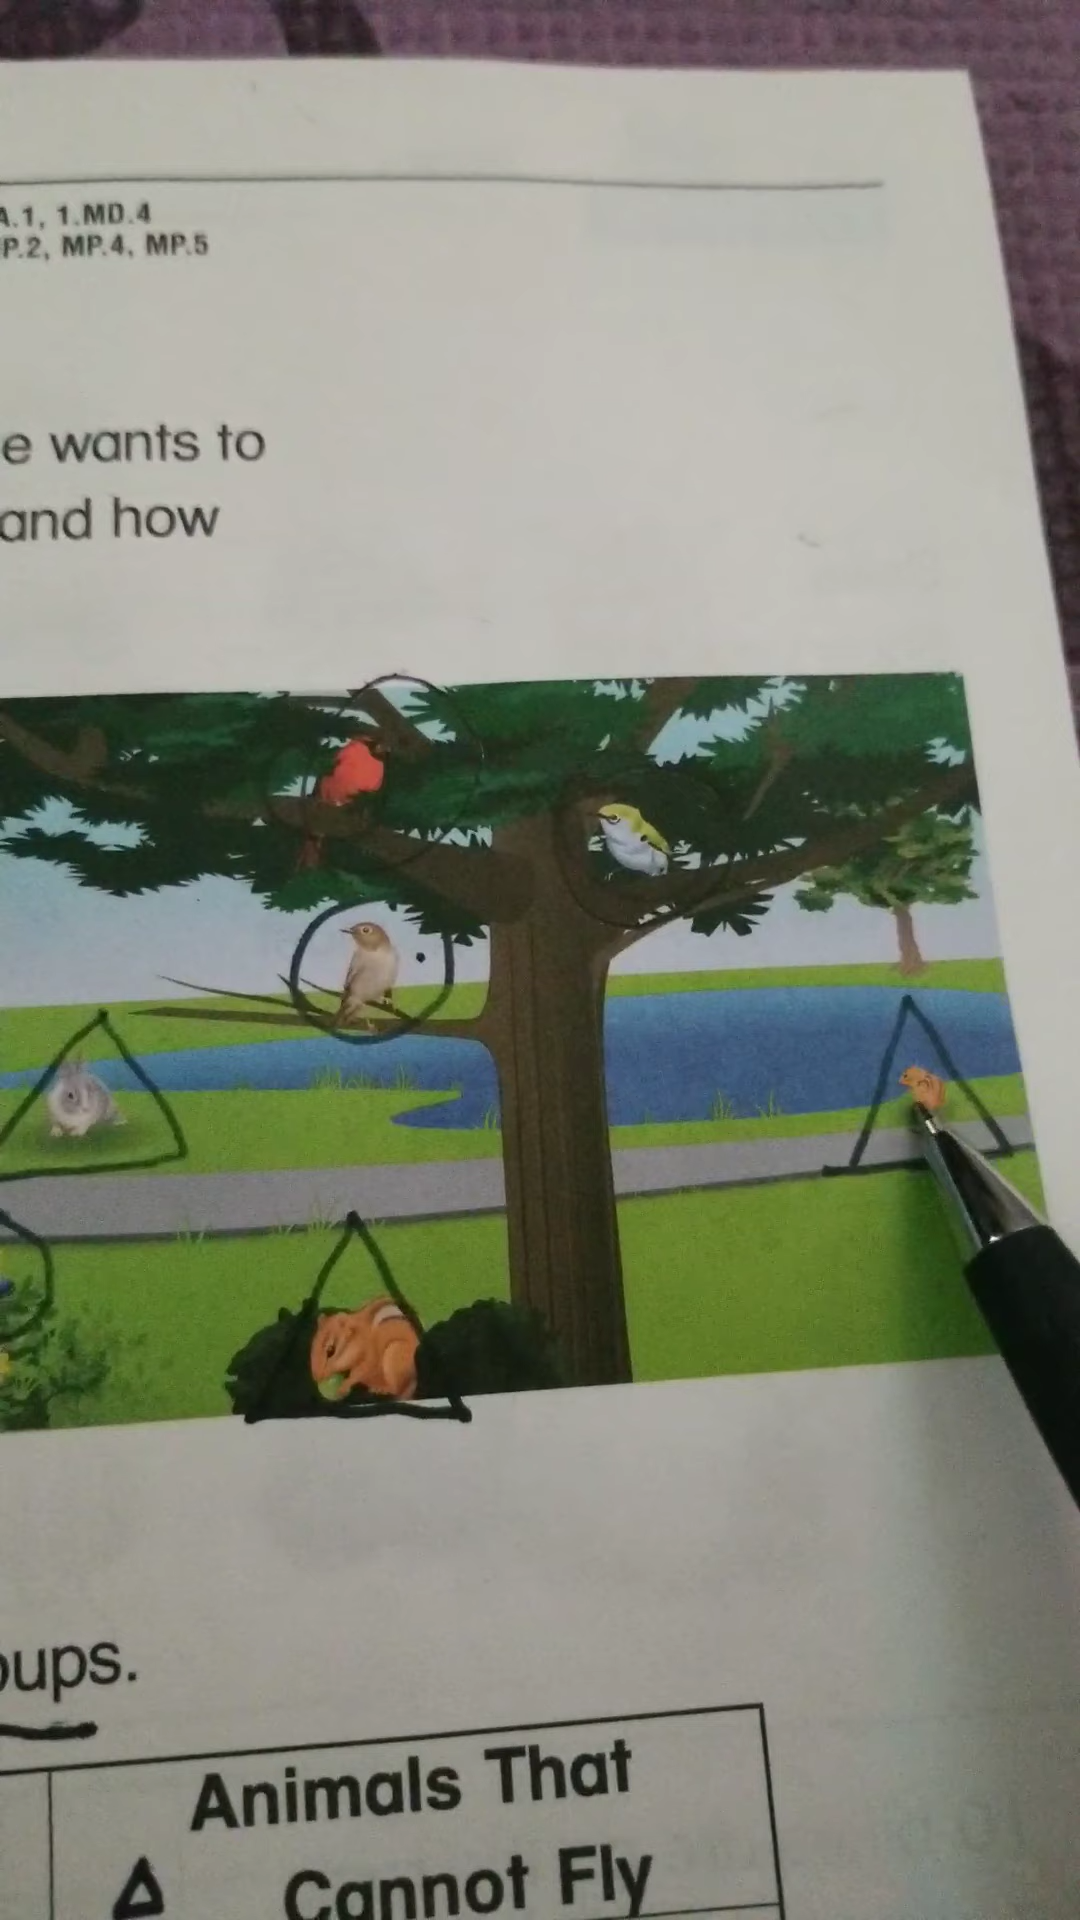 A.1, 1.MD.4
P.2, MP.4, MP.5
e wants to
and how
oups.
Animals That
Cannot Fly